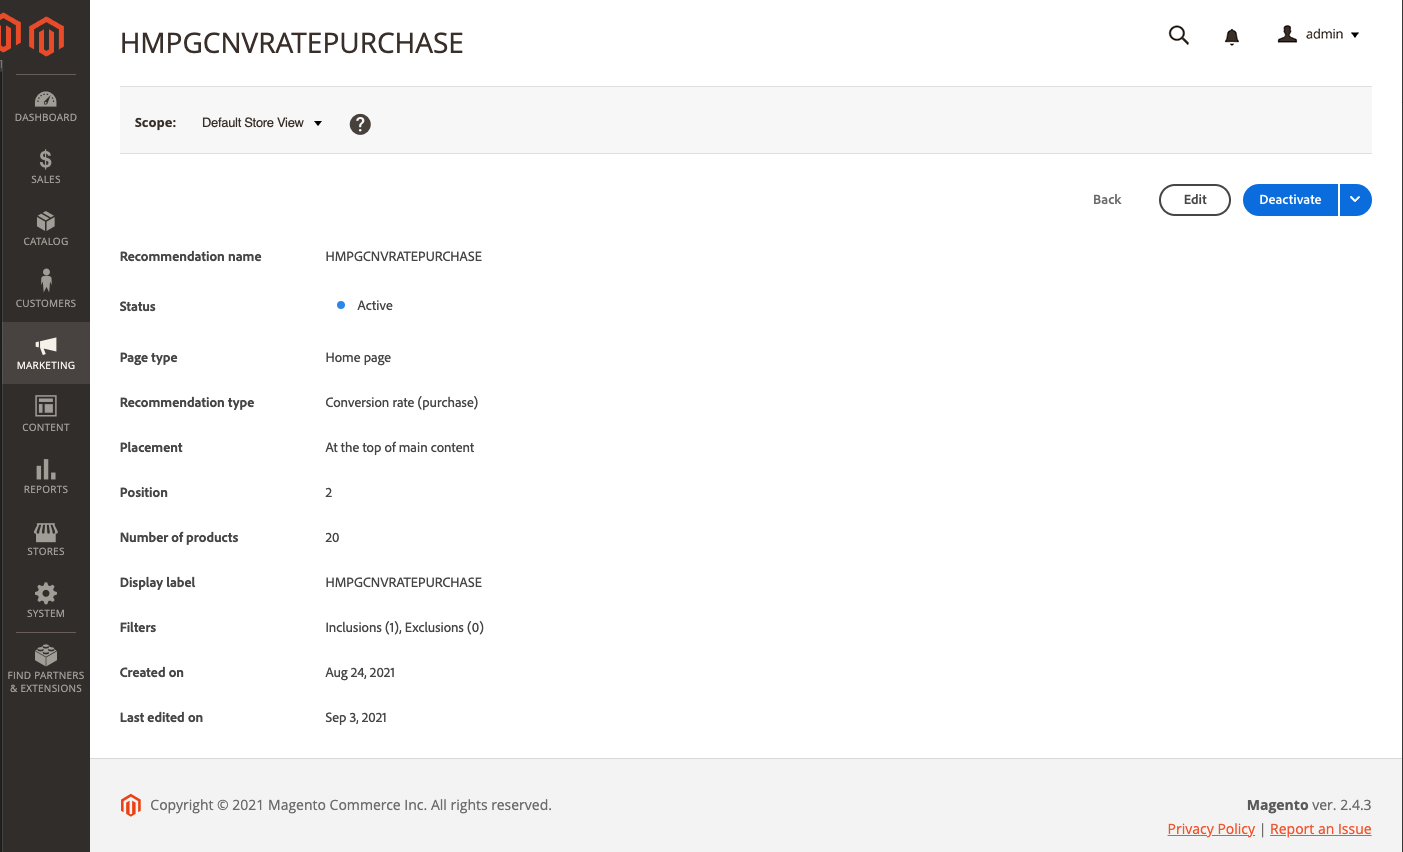 HMPGCNVRATEPURCHASE
admin
Scope: Default Store View ?
Back Edit Deactivate
DASHBOARD
SALES
CATALOG
CUSTOMERS
MARKETING
CONTENT
REPORTS
STORES
SYSTEM
FIND PARTNERS
& EXTENSIONS
Recommendation name HMPGCNVRATEPURCHASE
Status Active
Page type Home page
Recommendation type Conversion rate (purchase)
Placement At the top of main content
Position 2
Number of products 20
Display label HMPGCNVRATEPURCHASE
Filters Inclusions (1), Exclusions (0)
Created on Aug 24, 2021
Last edited on Sep 3, 2021
Copyright © 2021 Magento Commerce Inc. All rights reserved.
Magento ver. 2.4.3
Privacy Policy | Report an Issue